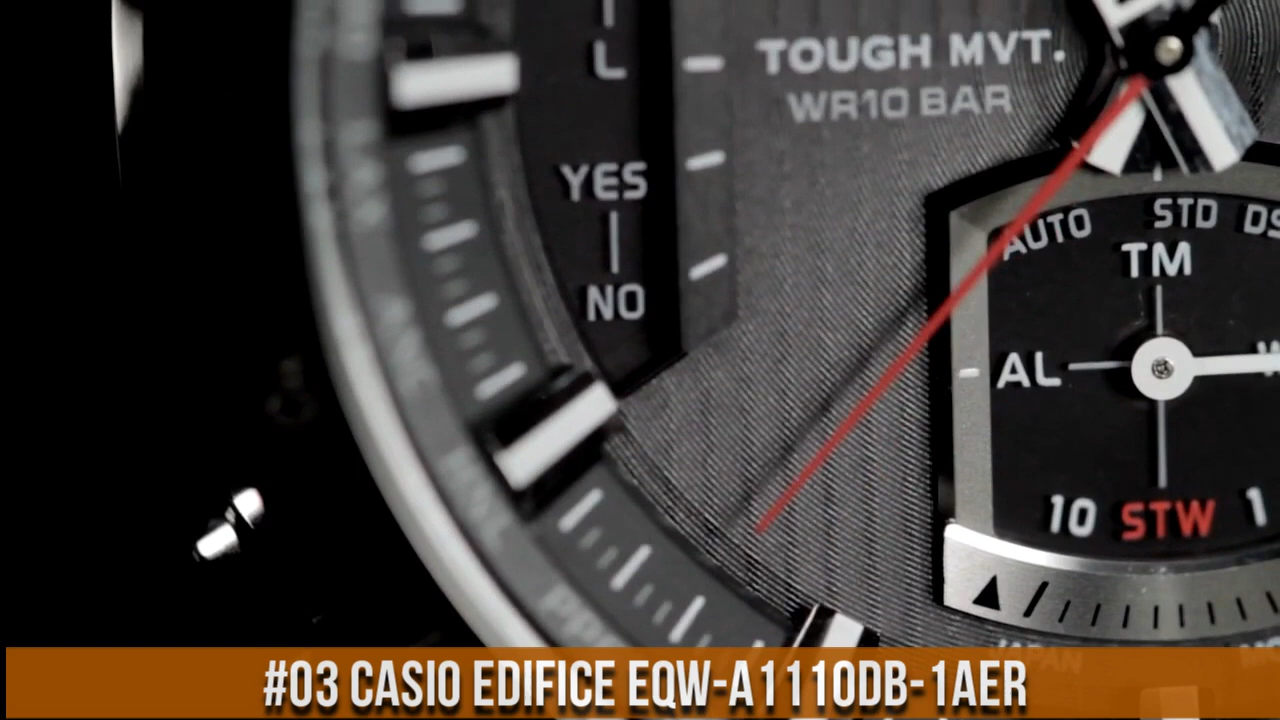 L
TOUGH MVT.
WR10 BAR
YES
NO
AUTO STD
TM
AL
10 STW 1
JAPAN
#03 CASIO EDIFICE EQW-A1110DB-1AER